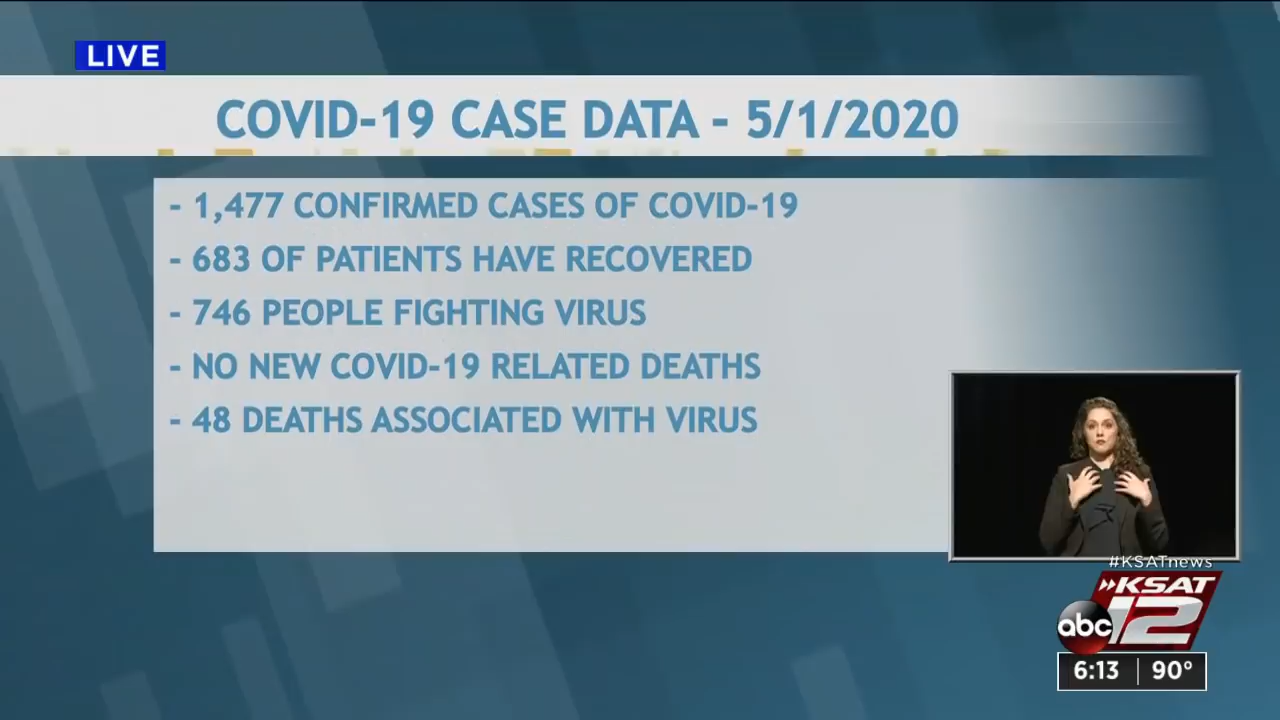 LIVE
COVID-19 CASE DATA - 5/1/2020
- 1,477 CONFIRMED CASES OF COVID-19
- 683 OF PATIENTS HAVE RECOVERED
- 746 PEOPLE FIGHTING VIRUS
- NO NEW COVID-19 RELATED DEATHS
- 48 DEATHS ASSOCIATED WITH VIRUS
#KSATnews
KSAT
abc 12
6:13 90°